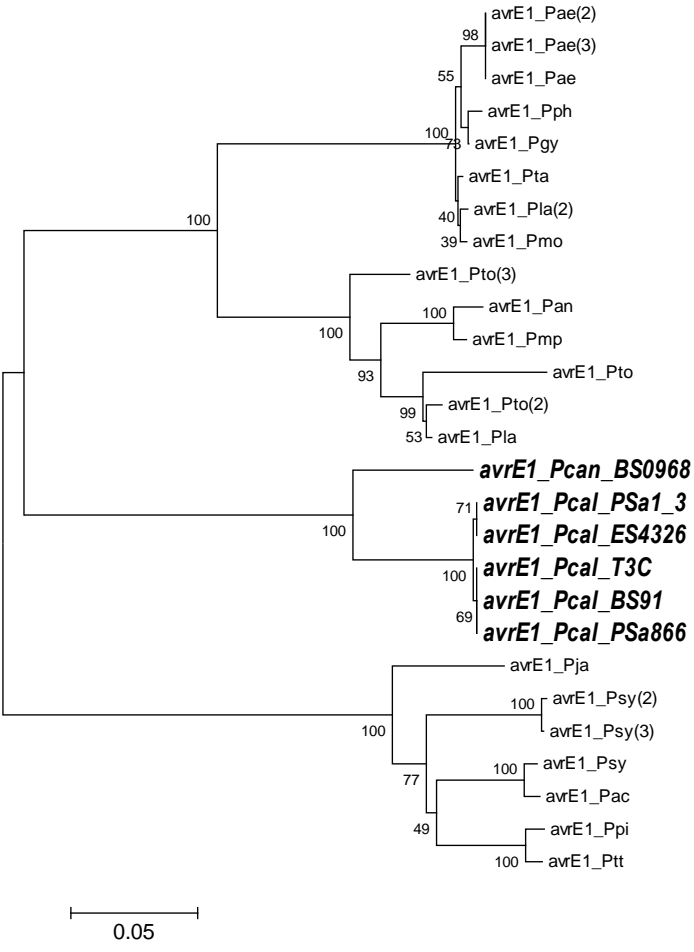 avrE1_Pae(2)
98
avrE1_Pae(3)
55
avrE1_Pae
avrE1_Pph
100
73
avrE1_Pgy
avrE1_Pta
100
avrE1_Pla(2)
40
39
avrE1_Pmo
avrE1_Pto(3)
100
avrE1_Pan
100
avrE1_Pmp
93
avrE1_Pto
avrE1_Pto(2)
99
53
avrE1_Pla
avrE1_Pcan_BS0968
100
71
avrE1_Pcal_PSa1_3
avrE1_Pcal_ES4326
100
avrE1_Pcal_T3C
avrE1_Pcal_BS91
69
avrE1_Pcal_PSa866
avrE1_Pja
100
avrE1_Psy(2)
100
avrE1_Psy(3)
77
avrE1_Psy
100
avrE1_Pac
49
avrE1_Ppi
100
avrE1_Ptt
0.05